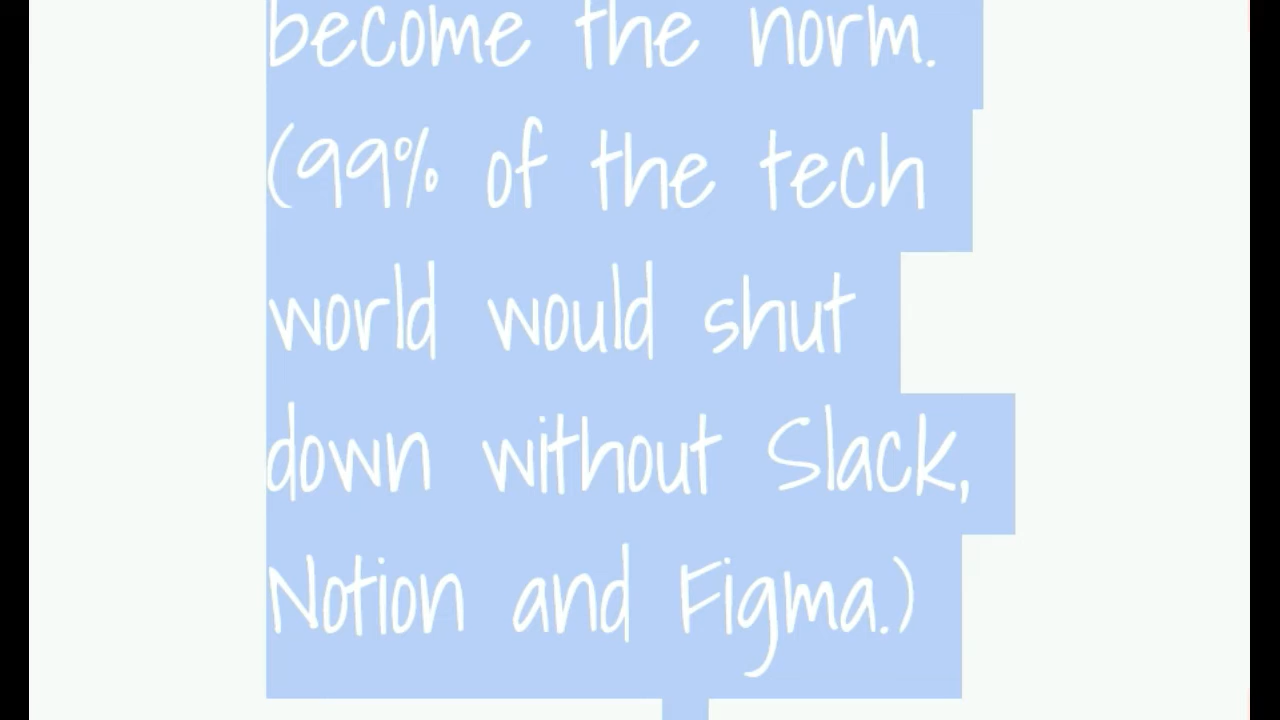 become the norm.
(99% of the tech
world would shut
down without Slack,
Notion and Figma.)